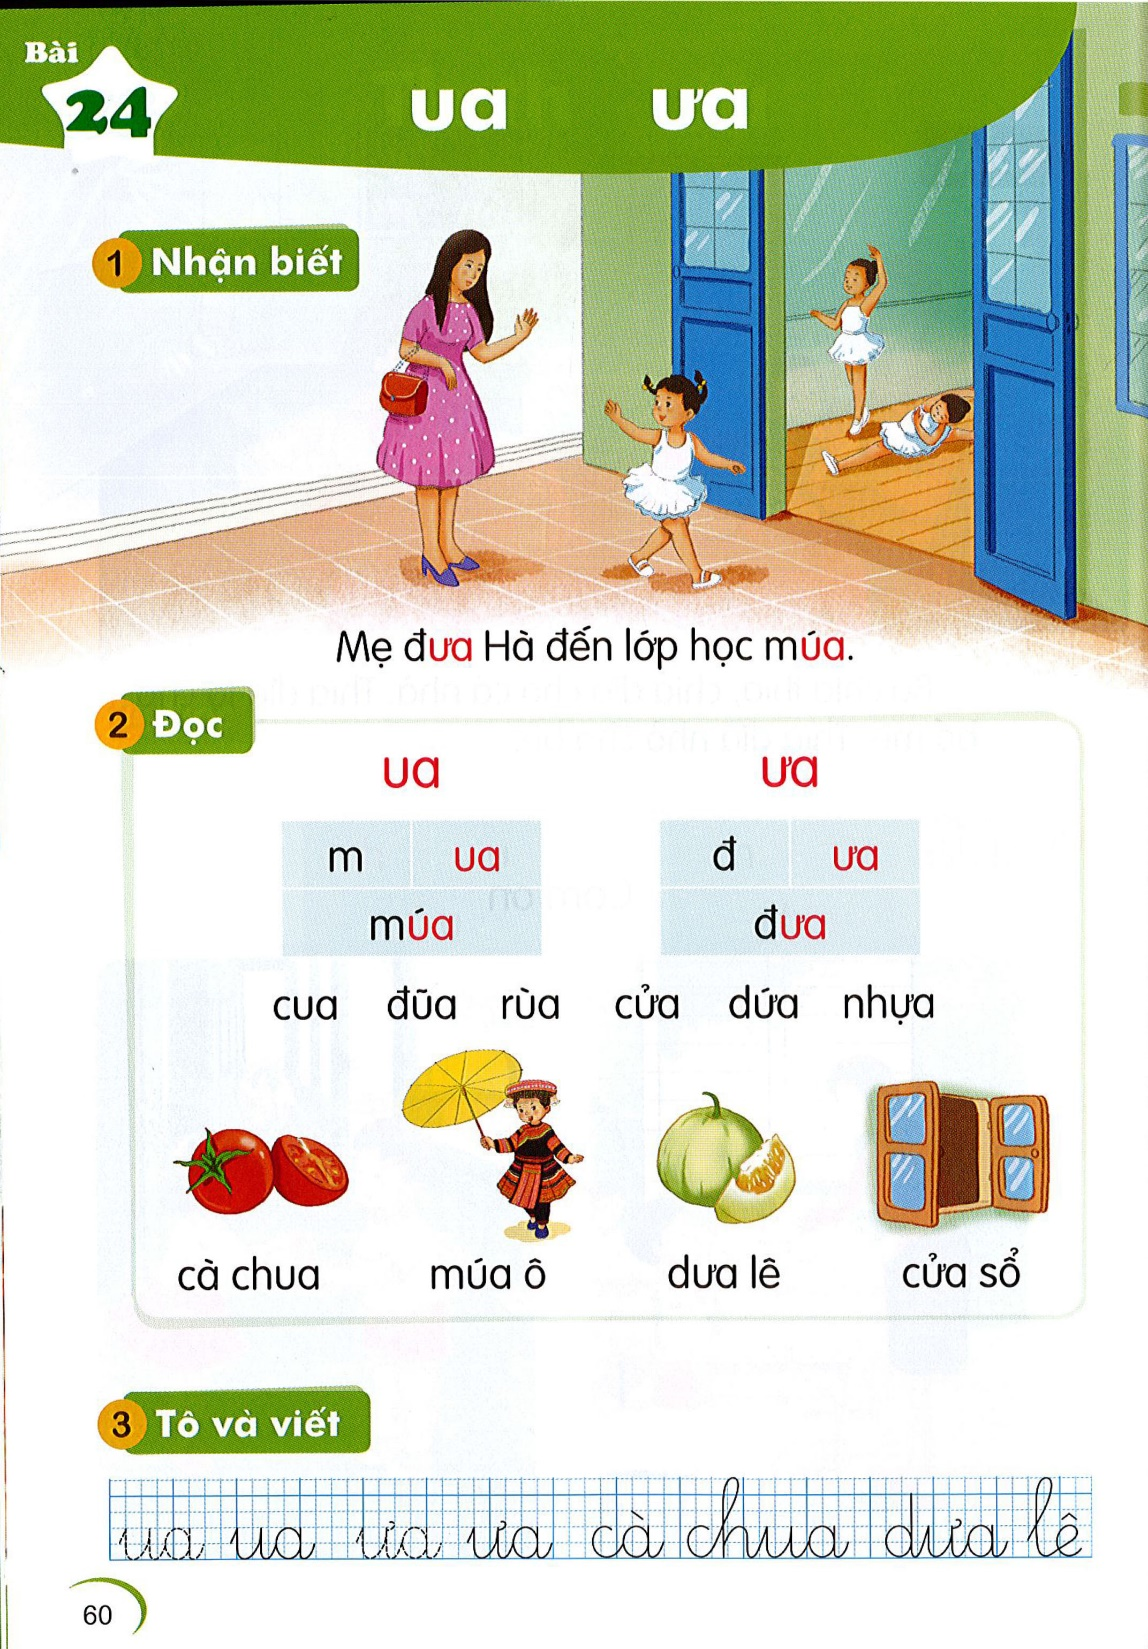 Bài
24
ua ưa
1 Nhận biết
Mẹ đưa Hà đến lớp học múa.
2 Đọc
ua ưa
m ua đ ưa
múa đưa
cua đũa rùa cửa dứa nhựa
cà chua múa ô dưa lê cửa sổ
3 Tô và viết
ua ua ưa ưa cà chua dưa lê
60